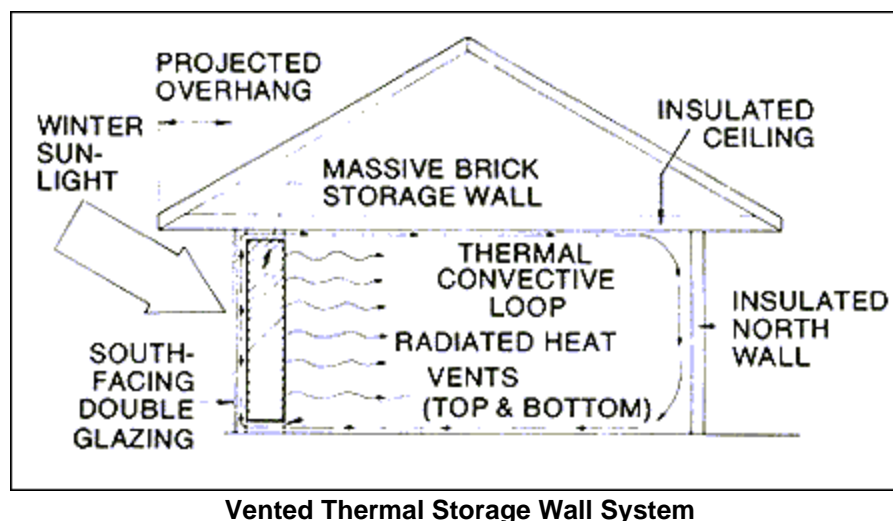 PROJECTED
OVERHANG
WINTER
SUN-
LIGHT
INSULATED
CEILING
MASSIVE BRICK
STORAGE WALL
THERMAL
CONVECTIVE
LOOP
RADIATED HEAT
VENTS
(TOP & BOTTOM)
INSULATED
NORTH
WALL
SOUTH-
FACING
DOUBLE
GLAZING
Vented Thermal Storage Wall System